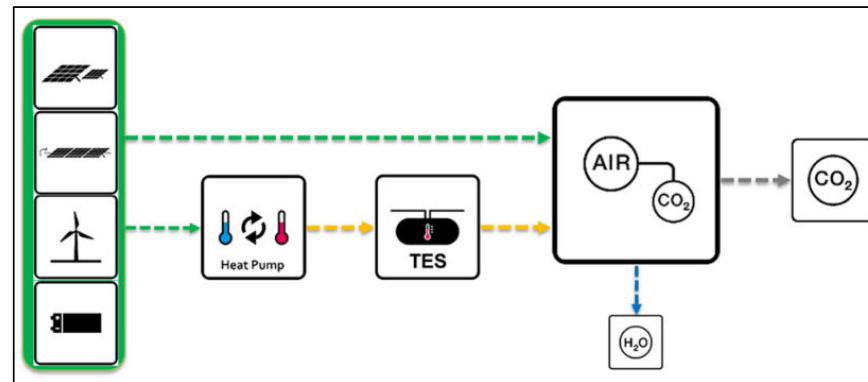 AIR
CO₂
CO₂
Heat Pump
TES
H₂O